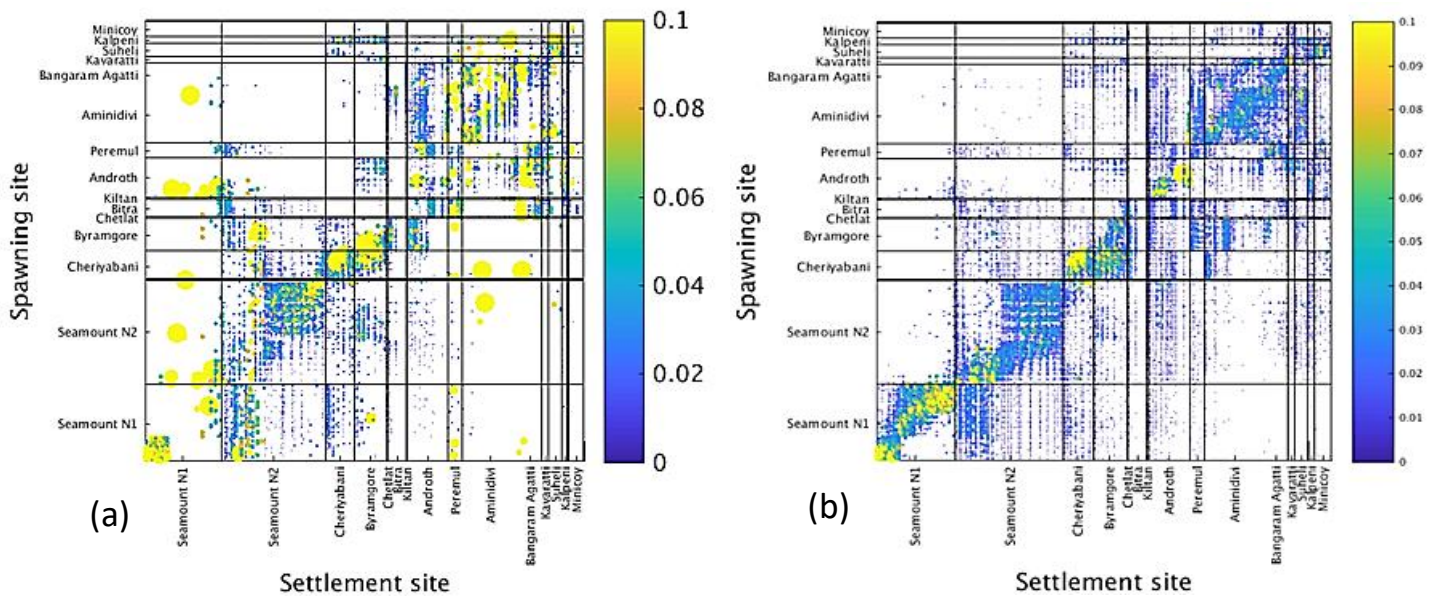 Spawning site
Minicoy
Kalpeni
Suheli
Kavaratti
Bangaram Agatti
Aminidivi
Peremul
Androth
Kiltan
Bitra
Chetlat
Byramgore
Cheriyabani
Seamount N2
Seamount N1
0.1
0.08
0.06
0.04
0.02
0
(a)
Seamount N1
Seamount N2
Cheriyabani
Byramgore
Chetlat
Bitra
Kiltan
Androth
Peremul
Aminidivi
Bangaram Agatti
Kavaratti
Suheli
Kalpeni
Minicoy
Settlement site
Spawning site
Minicoy
Kalpeni
Suheli
Kavaratti
Bangaram Agatti
Aminidivi
Peremul
Androth
Kiltan
Bitra
Chetlat
Byramgore
Cheriyabani
Seamount N2
Seamount N1
0.1
0.09
0.08
0.07
0.06
0.05
0.04
0.03
0.02
0.01
0
(b)
Seamount N1
Seamount N2
Cheriyabani
Byramgore
Chetlat
Bitra
Kiltan
Androth
Peremul
Aminidivi
Bangaram Agatti
Kavaratti
Suheli
Kalpeni
Minicoy
Settlement site